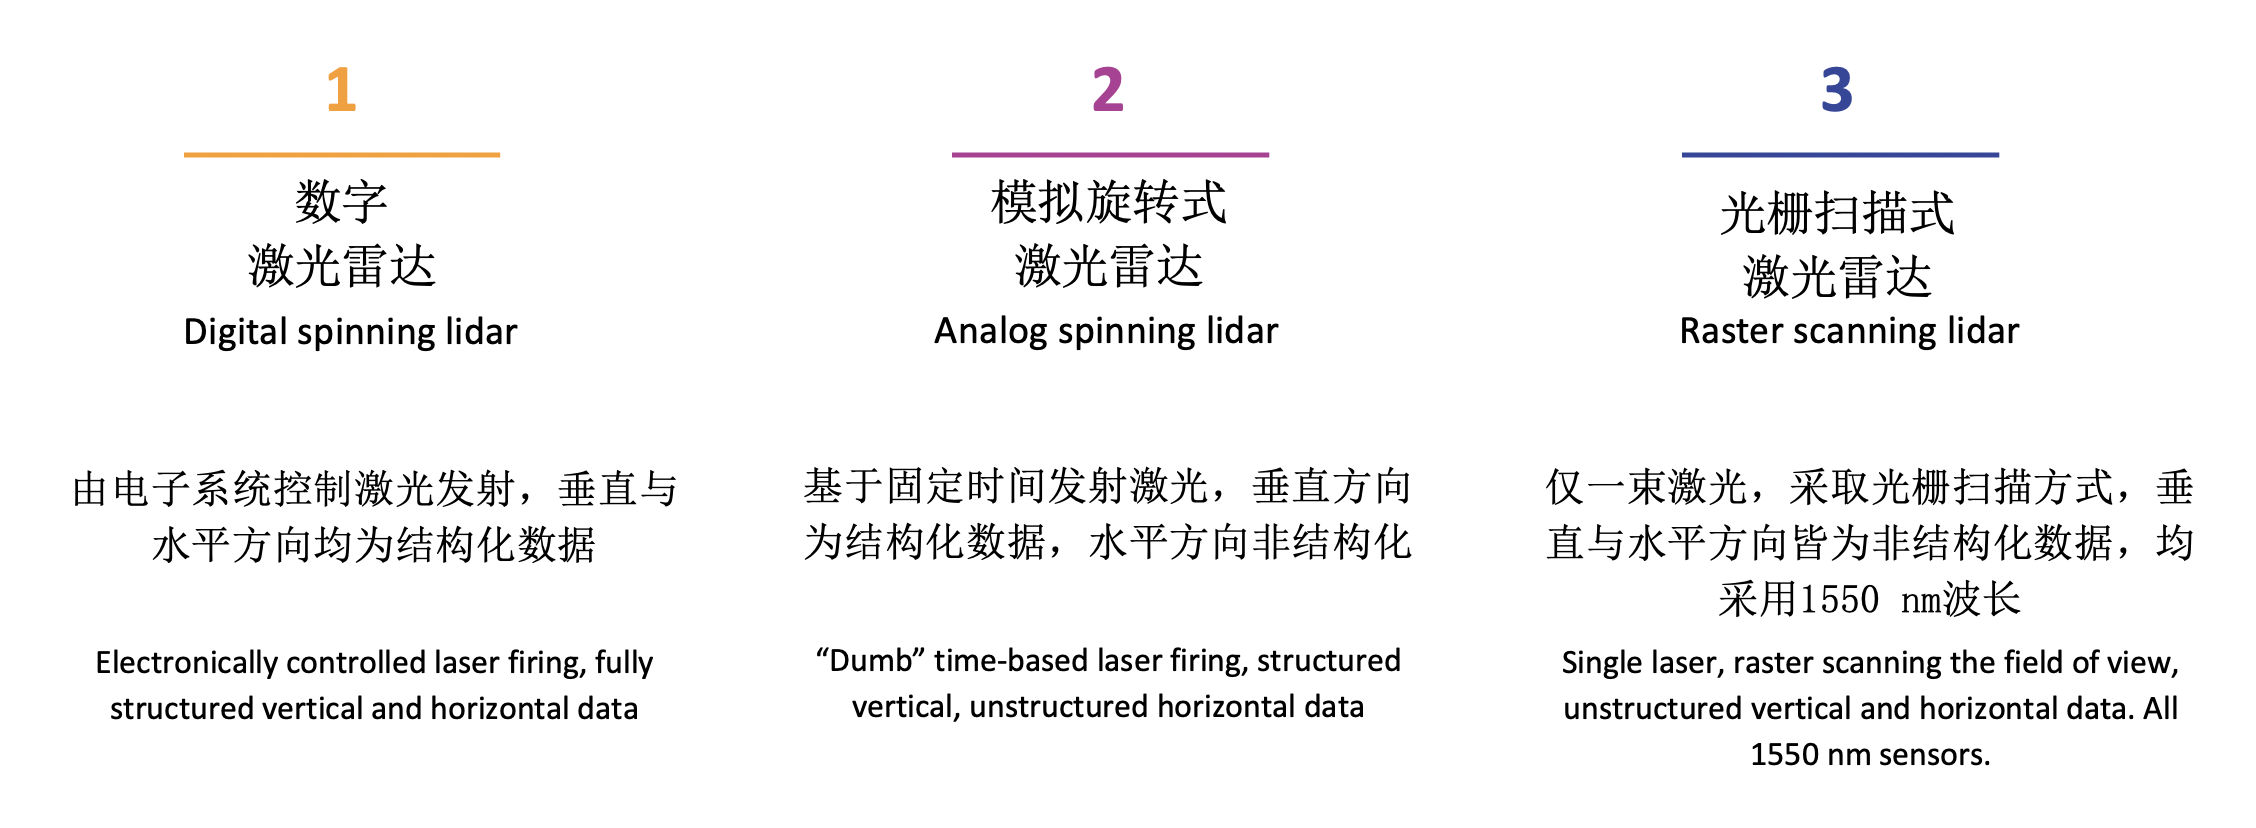 1
数字
激光雷达
Digital spinning lidar
由电子系统控制激光发射，垂直与
水平方向均为结构化数据
Electronically controlled laser firing, fully
structured vertical and horizontal data
2
模拟旋转式
激光雷达
Analog spinning lidar
基于固定时间发射激光，垂直方向
为结构化数据，水平方向非结构化
“Dumb” time-based laser firing, structured
vertical, unstructured horizontal data
3
光栅扫描式
激光雷达
Raster scanning lidar
仅一束激光，采取光栅扫描方式，垂
直与水平方向皆为非结构化数据，均
采用1550 nm波长
Single laser, raster scanning the field of view,
unstructured vertical and horizontal data. All
1550 nm sensors.